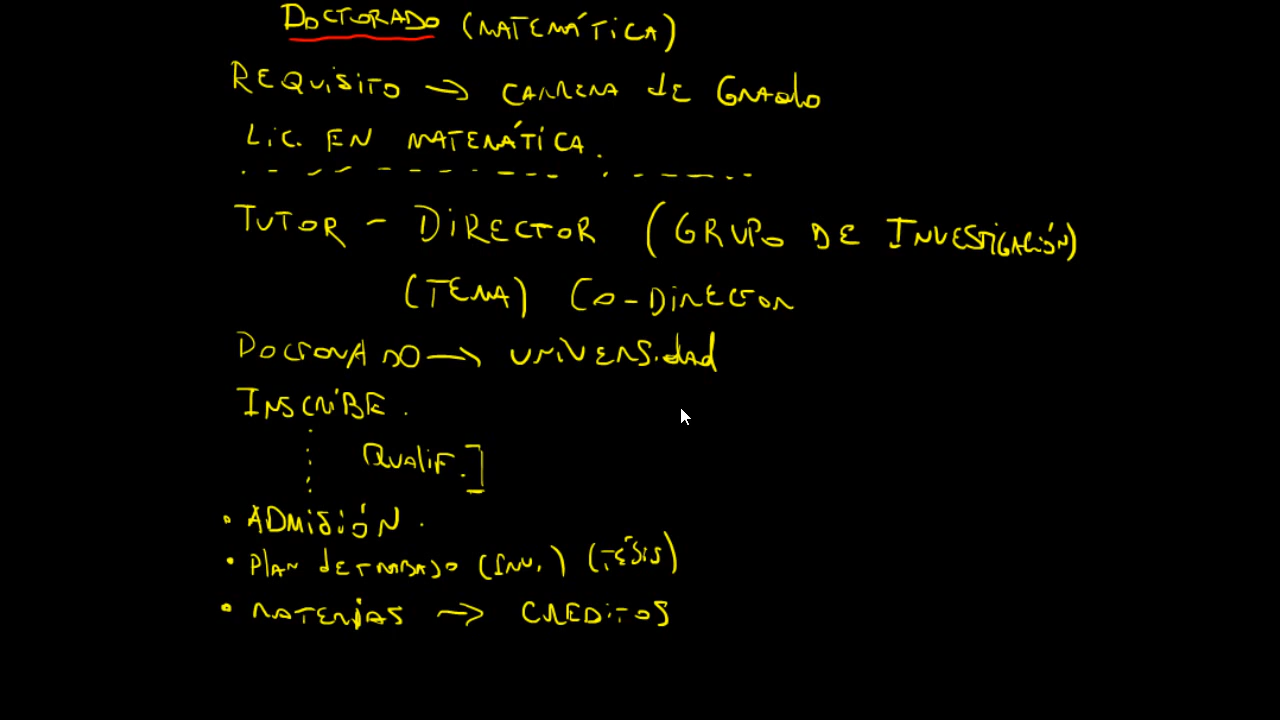 DOCTORADO (MATEMÁTICA)
REQUISITO → CARRERA de GRADO
LIC. EN MATEMÁTICA.
TUTOR - DIRECTOR (GRUPO DE INVESTIGACIÓN)
(TEMA) CO-DIRECTOR
DOCTORADO → UNIVERSIdad
INSCRIBE.
QUALIF.]
• ADMISIÓN.
• PLAN de TRABAJO (INV.) (TÉSIS)
• MATERIAS → CREDITOS